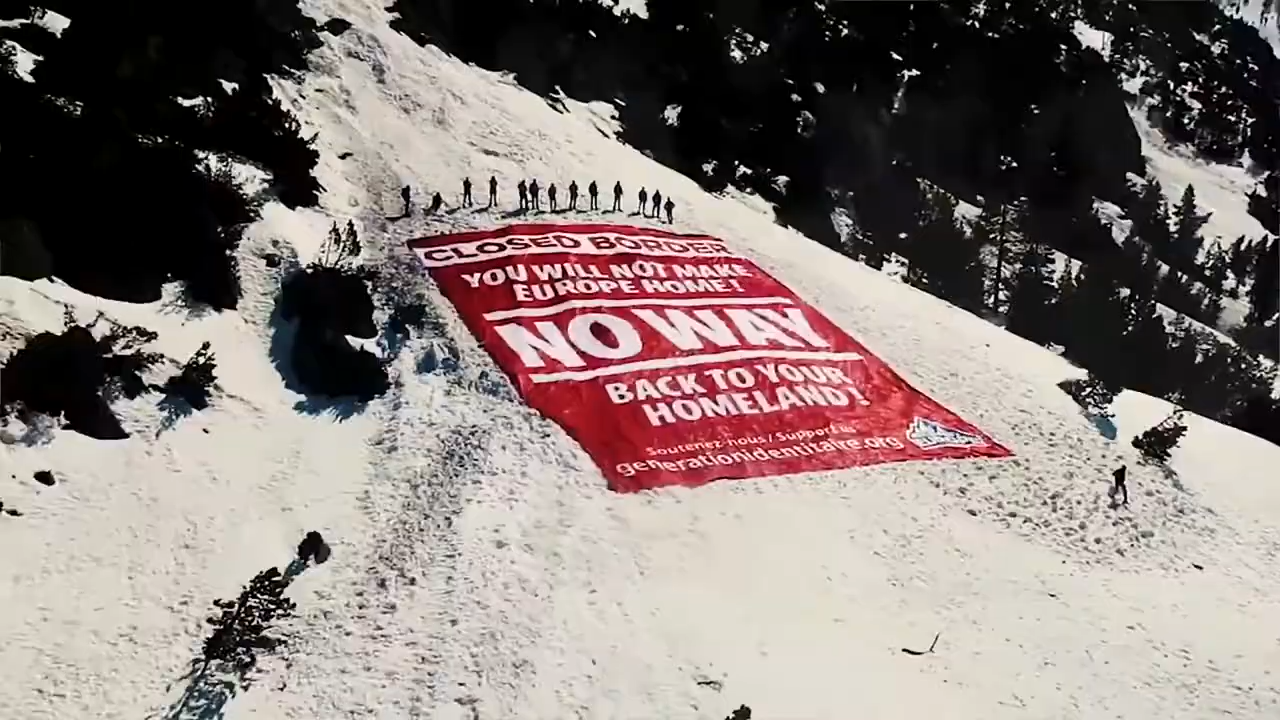 CLOSED BORDER
YOU WILL NOT MAKE
EUROPE HOME!
NO WAY
BACK TO YOUR
HOMELAND!
Soutenez-nous / Support us
generationidentitaire.org